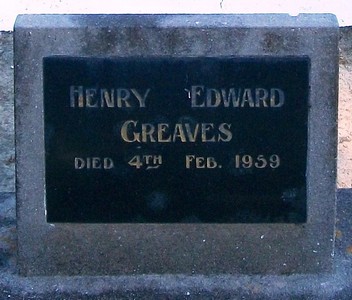 HENRY EDWARD
GREAVES
DIED 4TH FEB. 1959